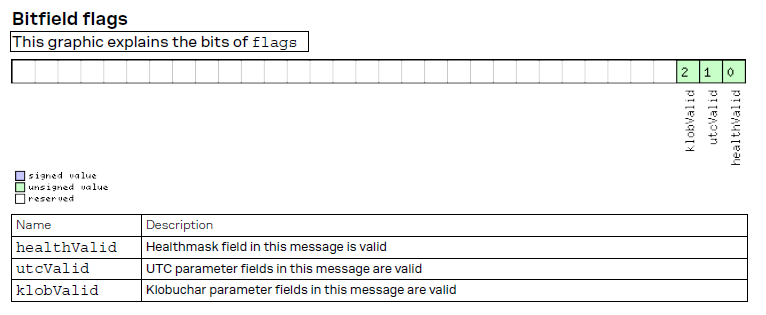 Bitfield flags
This graphic explains the bits of flags
2 1 0
klobValid
utcValid
healthValid
signed value
unsigned value
reserved
Name Description
healthValid Healthmask field in this message is valid
utcValid UTC parameter fields in this message are valid
klobValid Klobuchar parameter fields in this message are valid